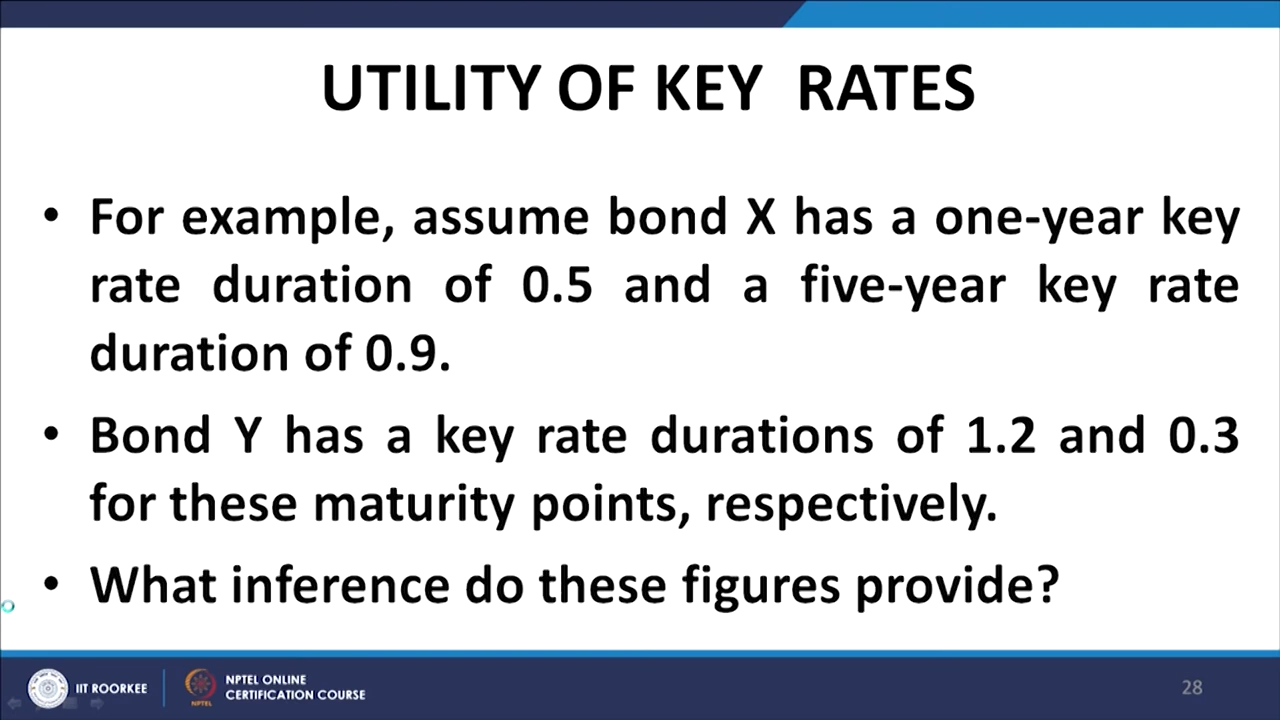 UTILITY OF KEY RATES
• For example, assume bond X has a one-year key
rate duration of 0.5 and a five-year key rate
duration of 0.9.
• Bond Y has a key rate durations of 1.2 and 0.3
for these maturity points, respectively.
• What inference do these figures provide?
IIT ROORKEE
NPTEL
NPTEL ONLINE
CERTIFICATION COURSE
28